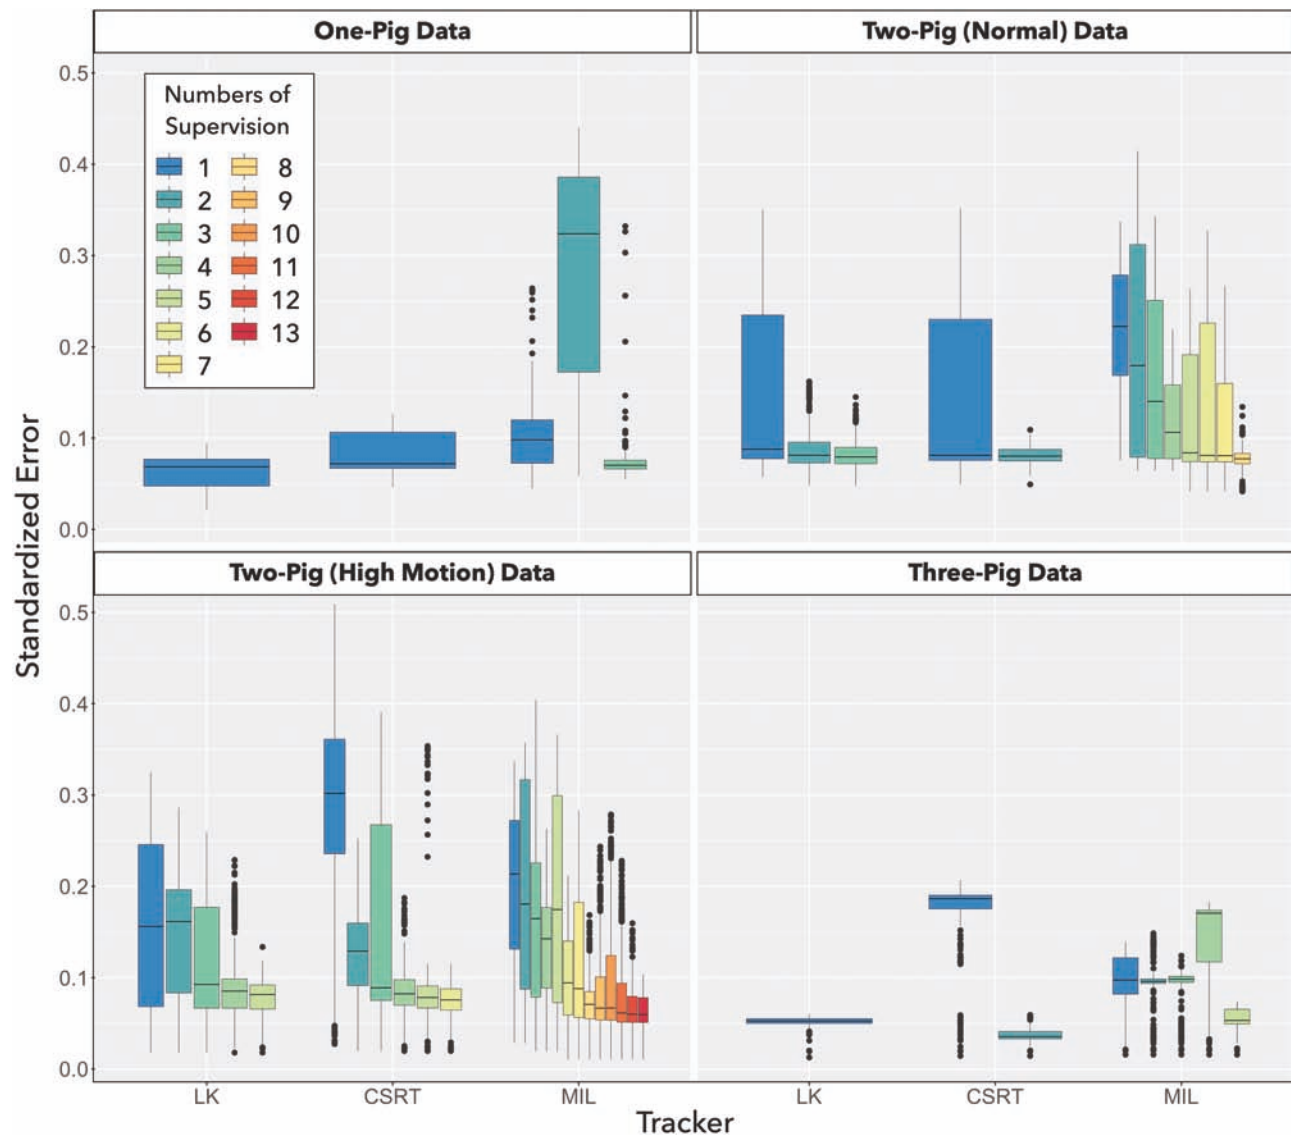 One-Pig Data
Two-Pig (Normal) Data
Numbers of
Supervision
1 8
2 9
3 10
4 11
5 12
6 13
7
0.5
0.4
0.3
0.2
0.1
0.0
Standardized Error
Two-Pig (High Motion) Data
Three-Pig Data
0.5
0.4
0.3
0.2
0.1
0.0
LK CSRT MIL LK CSRT MIL
Tracker